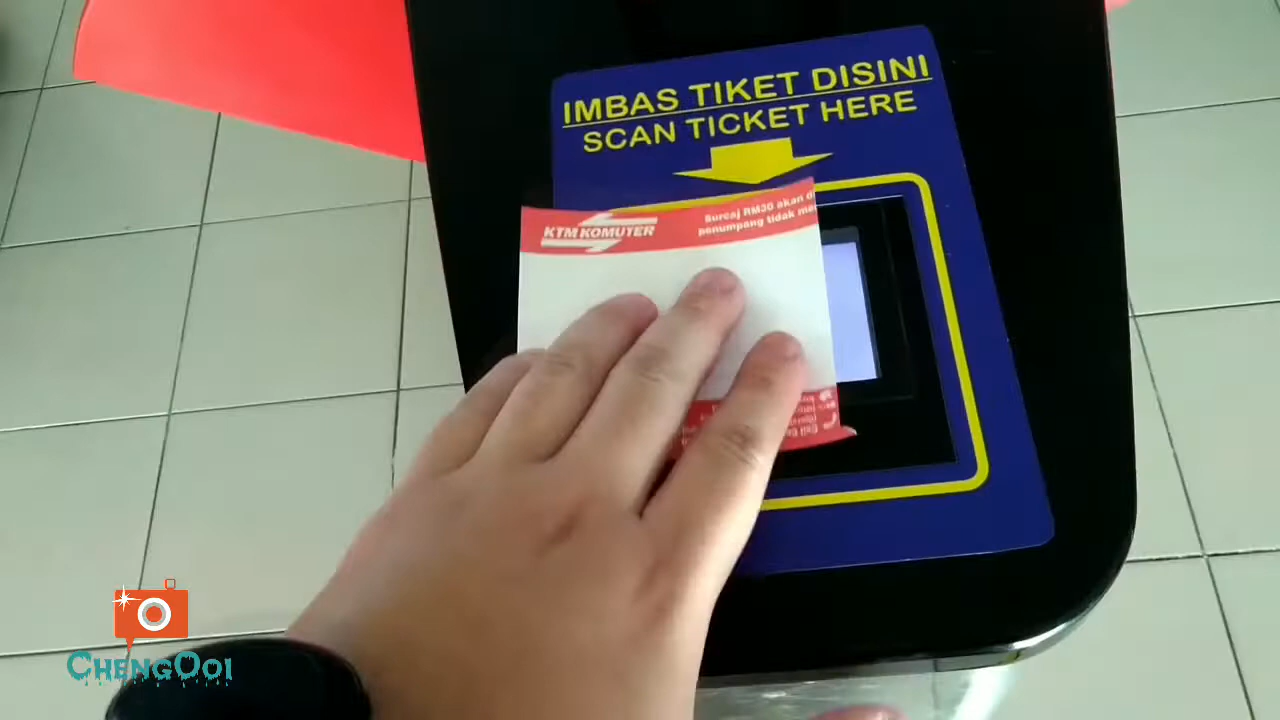 IMBAS TIKET DISINI
SCAN TICKET HERE
KTM KOMUTER
Surcaj RM30 akan d
penumpang tidak me
CHENGOOI